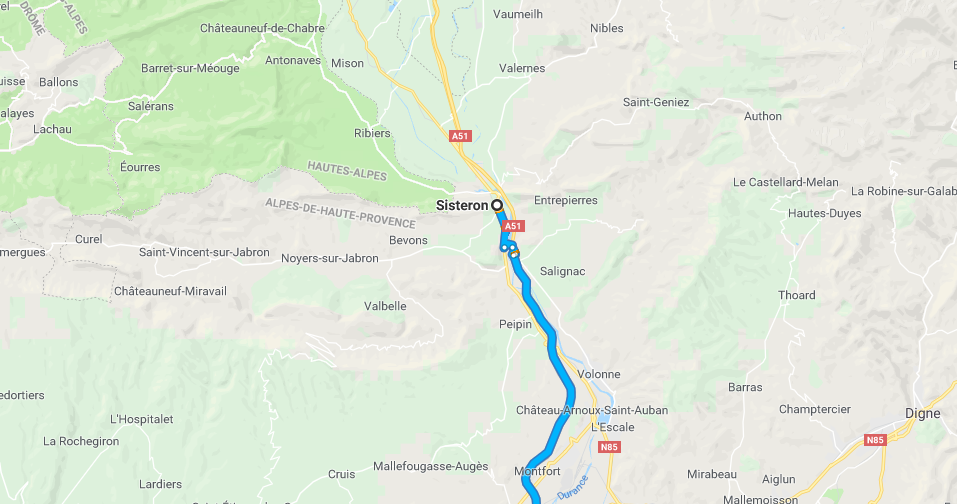 DRÔME
-ALPES
Vaumeilh
Châteauneuf-de-Chabre
Nibles
Antonaves
Mison
Barret-sur-Méouge
Valernes
Ballons
Salérans
Saint-Geniez
Authon
Lachau
Ribiers
A51
Éourres
HAUTES-ALPES
Le Castellard-Melan
La Robine-sur-Galab
Sisteron
Entrepierres
ALPES-DE-HAUTE-PROVENCE
Hautes-Duyes
A51
Curel
Bevons
Saint-Vincent-sur-Jabron
Noyers-sur-Jabron
Salignac
Châteauneuf-Miravail
Thoard
Valbelle
Peipin
Volonne
Barras
edortiers
Château-Arnoux-Saint-Auban
Champtercier
Digne
L'Hospitalet
L'Escale
La Rochegiron
N85
N85
Mallefougasse-Augès
Montfort
Cruis
Mirabeau
Aiglun
Lardiers
Durance
Mallemoisson